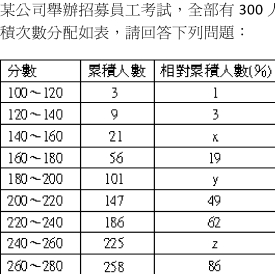 某公司舉辦招募員工考試，全部有 300 人
積次數分配如表，請回答下列問題：
分數 累積人數 相對累積人數(%)
100～120 3 1
120～140 9 3
140～160 21 x
160～180 56 19
180～200 101 y
200～220 147 49
220～240 186 62
240～260 225 z
260～280 258 86